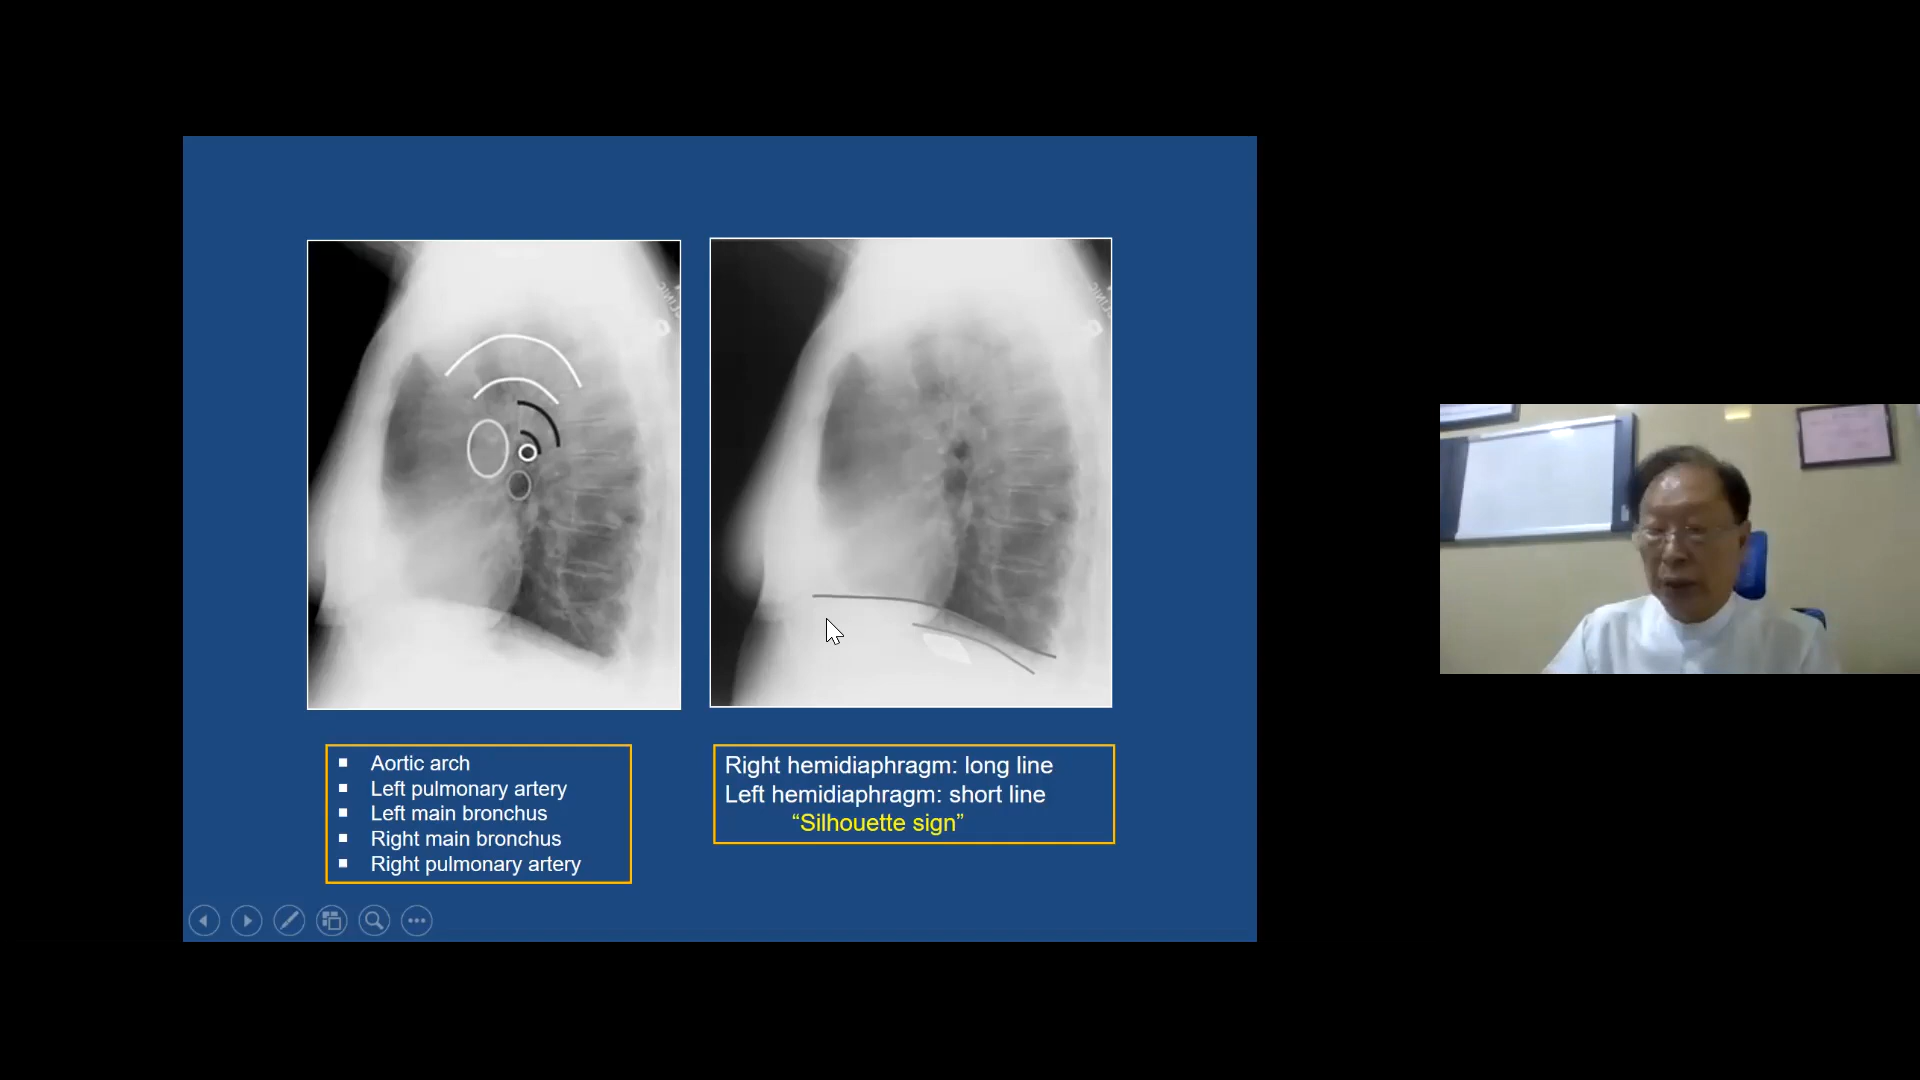 CLINIC
Aortic arch
Left pulmonary artery
Left main bronchus
Right main bronchus
Right pulmonary artery
Right hemidiaphragm: long line
Left hemidiaphragm: short line
“Silhouette sign”